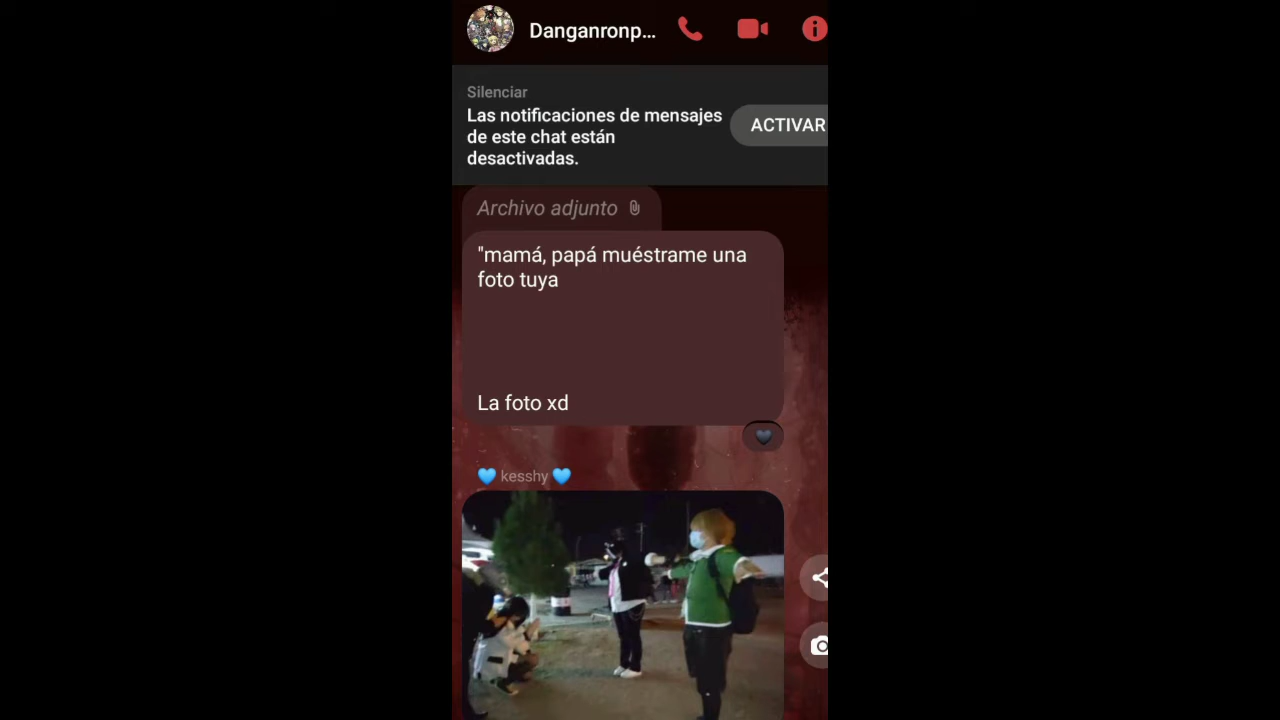 Danganronp...
Silenciar
Las notificaciones de mensajes
de este chat están
desactivadas.
ACTIVAR
Archivo adjunto
"mamá, papá muéstrame una
foto tuya
La foto xd
kesshy